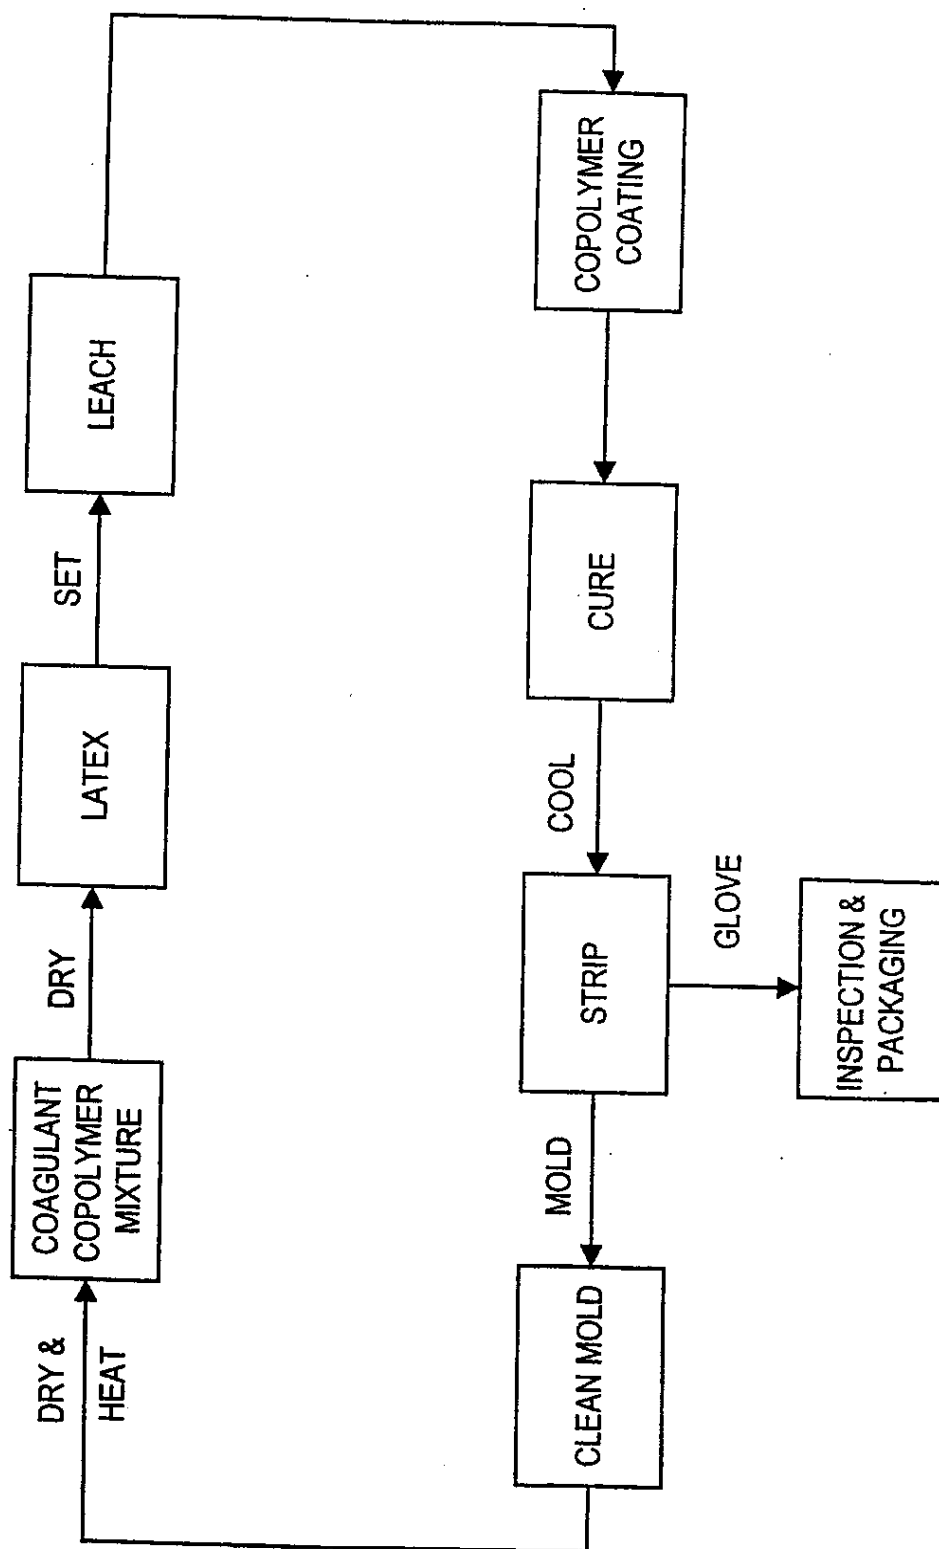 DRY &
HEAT
COAGULANT
COPOLYMER
MIXTURE
DRY
LATEX
SET
LEACH
COPOLYMER
COATING
CURE
COOL
STRIP
GLOVE
INSPECTION &
PACKAGING
MOLD
CLEAN MOLD